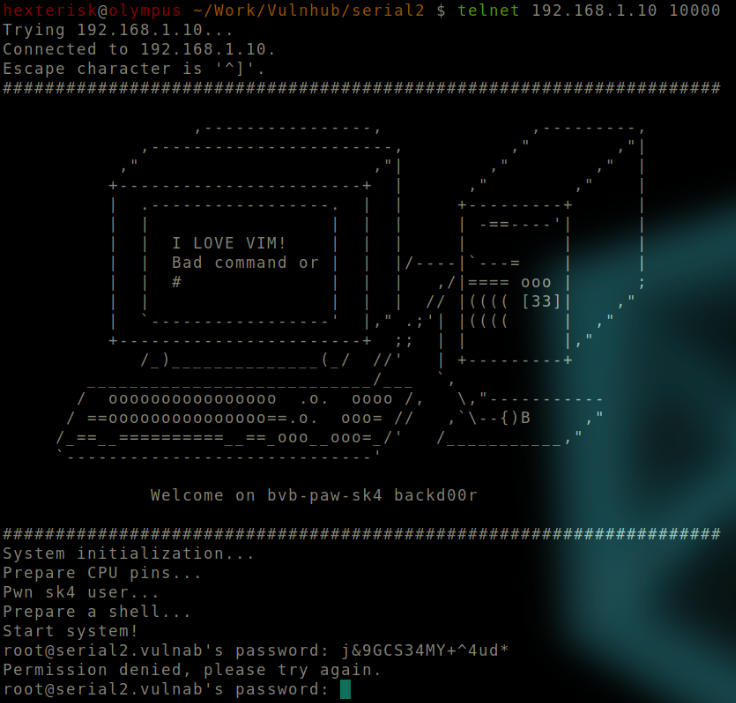 hexterisk@olympus ~/Work/Vulnhub/serial2 $ telnet 192.168.1.10 10000
Trying 192.168.1.10...
Connected to 192.168.1.10.
Escape character is '^]'.
####################################################################
I LOVE VIM!
Bad command or
#
-==----'|
`---=
==== ooo
(((( [33]
((((
ooooooooooooooooo .o. oooo
==ooooooooooooooo==.o. ooo=
_==__==========__==_ooo__ooo=_
\--{)B
Welcome on bvb-paw-sk4 backd00r
####################################################################
System initialization...
Prepare CPU pins...
Pwn sk4 user...
Prepare a shell...
Start system!
root@serial2.vulnab's password: j&9GCS34MY+^4ud*
Permission denied, please try again.
root@serial2.vulnab's password: